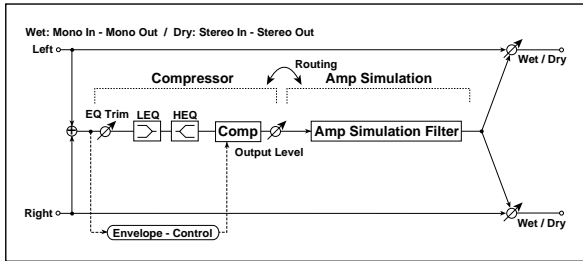 Wet: Mono In - Mono Out / Dry: Stereo In - Stereo Out
Left
Wet / Dry
Routing
Compressor
Amp Simulation
EQ Trim
LEQ
HEQ
Comp
Output Level
Amp Simulation Filter
Right
Wet / Dry
Envelope - Control